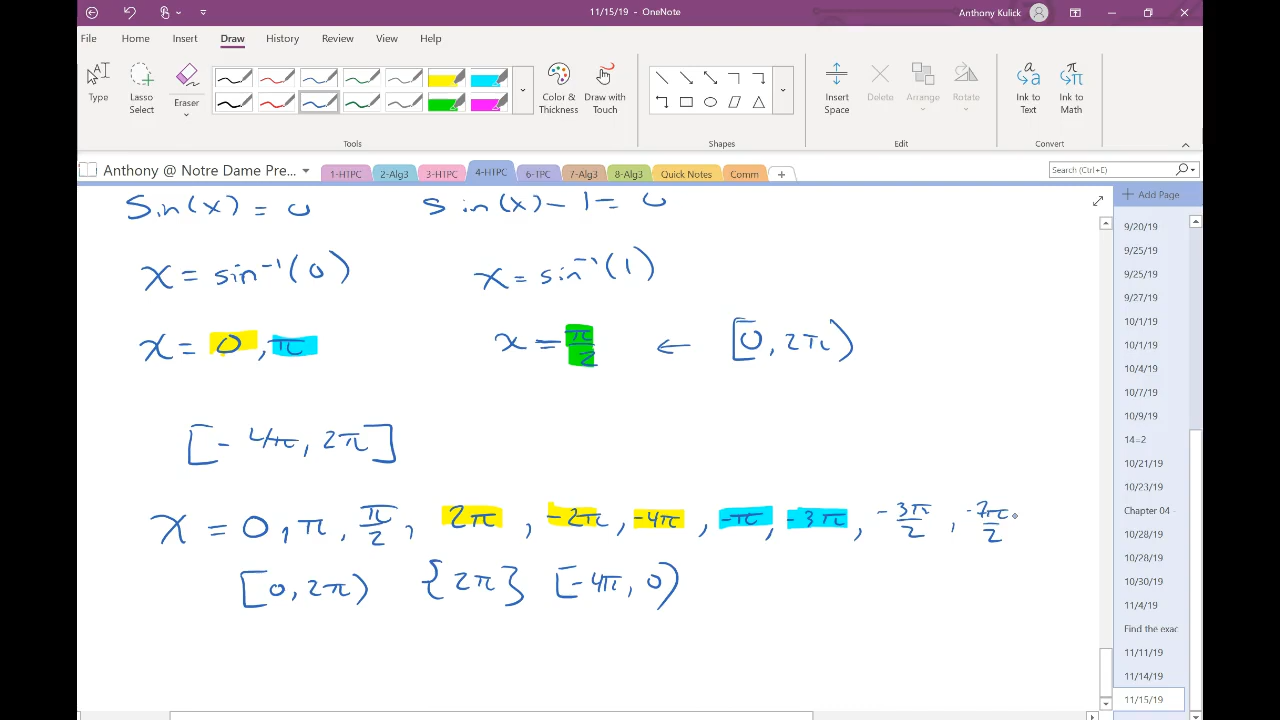 11/15/19 - OneNote
Anthony Kulick
File Home Insert Draw History Review View Help
Type
Lasso Select
Eraser
Color & Thickness
Draw with Touch
Insert Space
Delete
Arrange
Rotate
Ink to Text
Ink to Math
Tools
Shapes
Edit
Convert
Anthony @ Notre Dame Pre...
1-HTPC 2-Alg3 3-HTPC 4-HTPC 6-TPC 7-Alg3 8-Alg3 Quick Notes Comm +
Search (Ctrl+E)
Add Page
9/20/19
9/25/19
9/25/19
9/27/19
10/1/19
10/1/19
10/4/19
10/7/19
10/9/19
14=2
10/21/19
10/23/19
Chapter 04 -
10/28/19
10/28/19
10/30/19
11/4/19
Find the exac
11/11/19
11/14/19
11/15/19
Sin(x) = 0 sin(x) - 1 = 0
x = sin⁻¹(0) x = sin⁻¹(1)
x = 0, π x = π/2 ← [0, 2π)
[-4π, 2π]
x = 0, π, π/2, 2π, -2π, -4π, -π, -3π, -3π/2, -7π/2
[0, 2π) {2π} [-4π, 0)